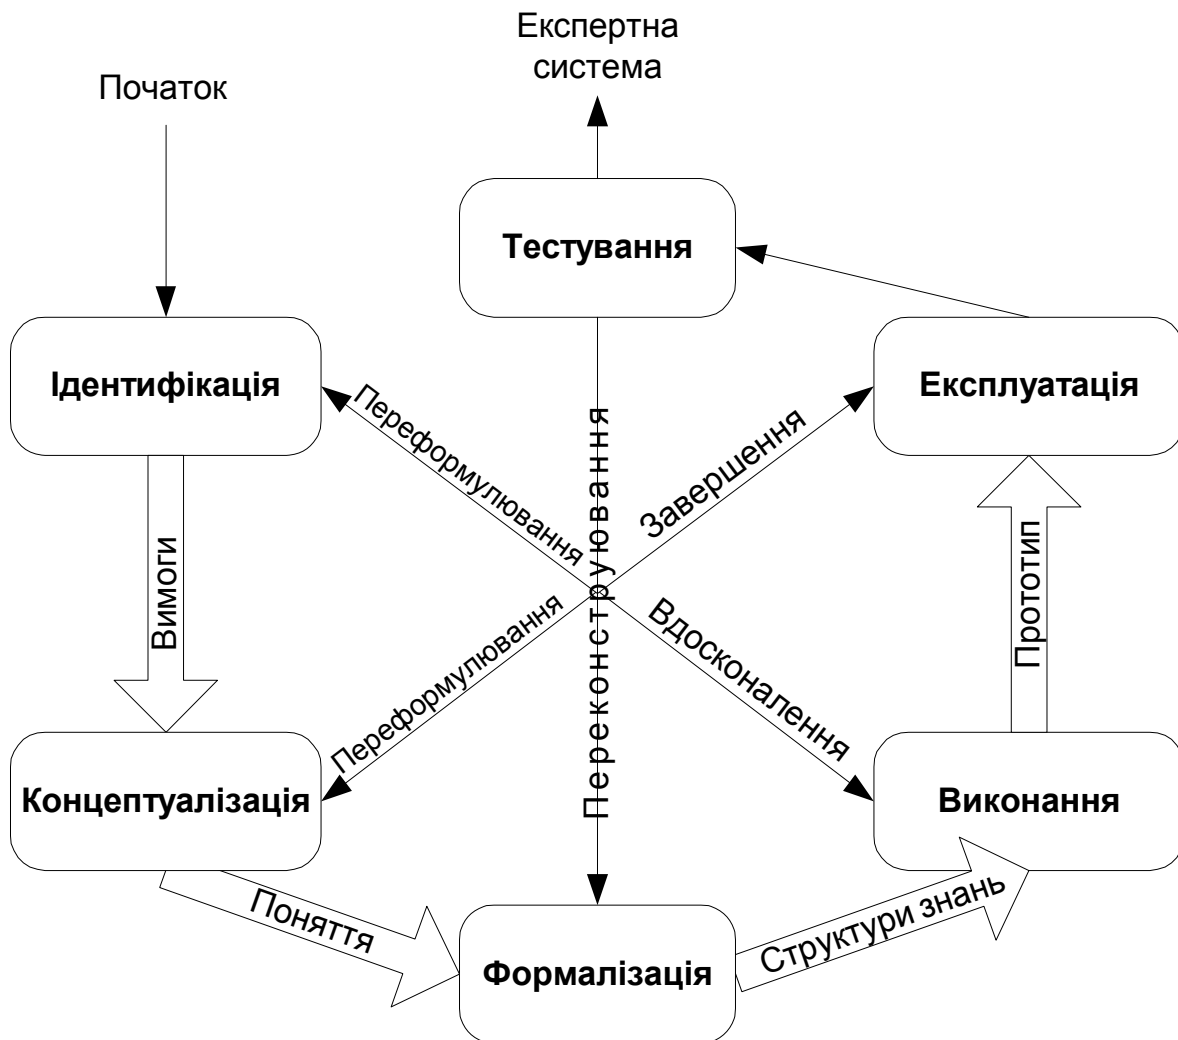 Експертна
система
Початок
Тестування
Ідентифікація
Експлуатація
Переформулювання
Завершення
Переконструювання
Вимоги
Прототип
Переформулювання
Вдосконалення
Концептуалізація
Виконання
Поняття
Структури знань
Формалізація